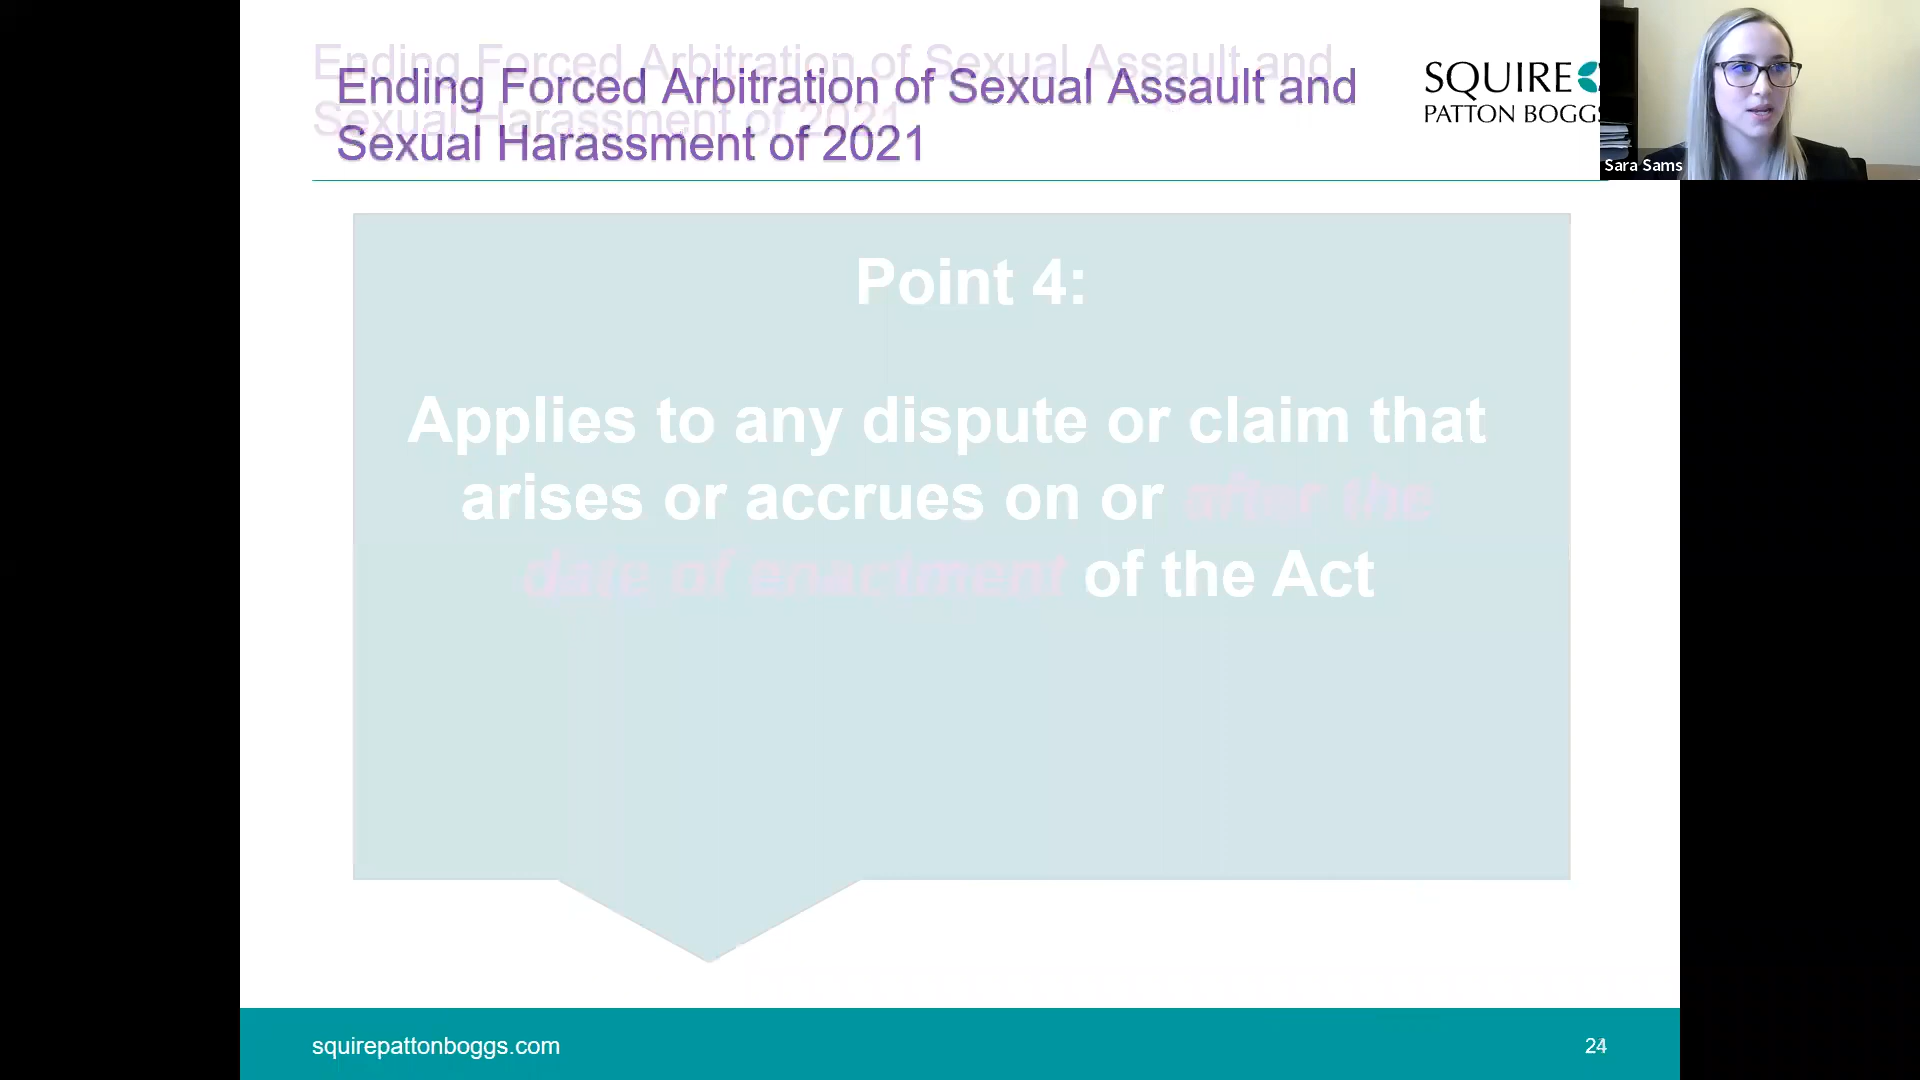 Ending Forced Arbitration of Sexual Assault and
Sexual Harassment of 2021
Ending Forced Arbitration of Sexual Assault and
Sexual Harassment of 2021
SQUIRE
PATTON BOGGS
Sara Sams
Point 4:
Applies to any dispute or claim that
arises or accrues on or after the
date of enactment of the Act
squirepattonboggs.com
24